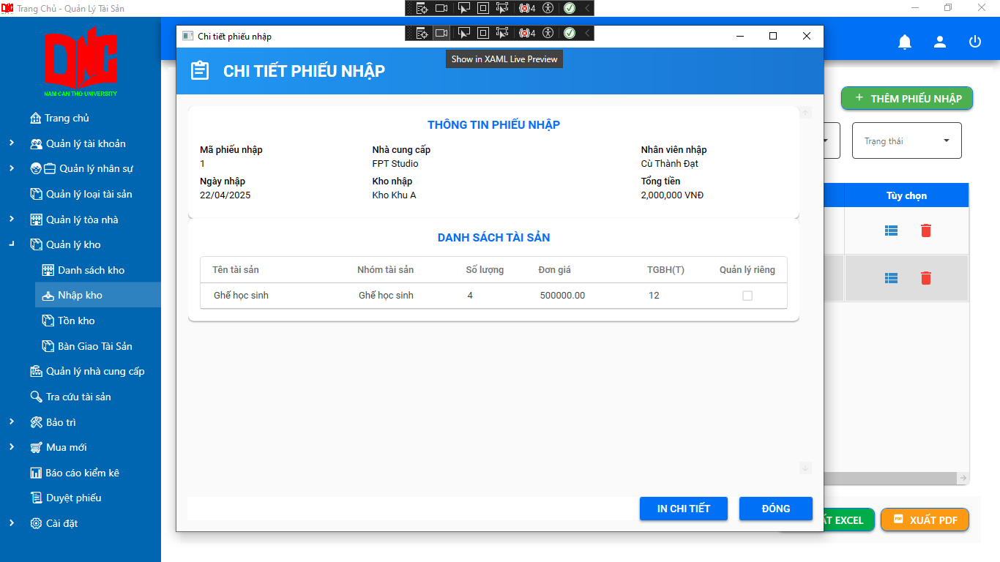 Trang Chủ - Quản Lý Tài Sản
4
DNC
NAM CAN THO UNIVERSITY
Trang chủ
Quản lý tài khoản
Quản lý nhân sự
Quản lý loại tài sản
Quản lý tòa nhà
Quản lý kho
Danh sách kho
Nhập kho
Tồn kho
Bàn Giao Tài Sản
Quản lý nhà cung cấp
Tra cứu tài sản
Bảo trì
Mua mới
Báo cáo kiểm kê
Duyệt phiếu
Cài đặt
Chi tiết phiếu nhập
4
Show in XAML Live Preview
CHI TIẾT PHIẾU NHẬP
THÔNG TIN PHIẾU NHẬP
Mã phiếu nhập Nhà cung cấp Nhân viên nhập
1 FPT Studio Cù Thành Đạt
Ngày nhập Kho nhập Tổng tiền
22/04/2025 Kho Khu A 2,000,000 VNĐ
DANH SÁCH TÀI SẢN
Tên tài sản Nhóm tài sản Số lượng Đơn giá TGBH(T) Quản lý riêng
Ghế học sinh Ghế học sinh 4 500000.00 12
IN CHI TIẾT ĐÓNG
+ THÊM PHIẾU NHẬP
Trạng thái
Tùy chọn
ẤT EXCEL
PDF XUẤT PDF